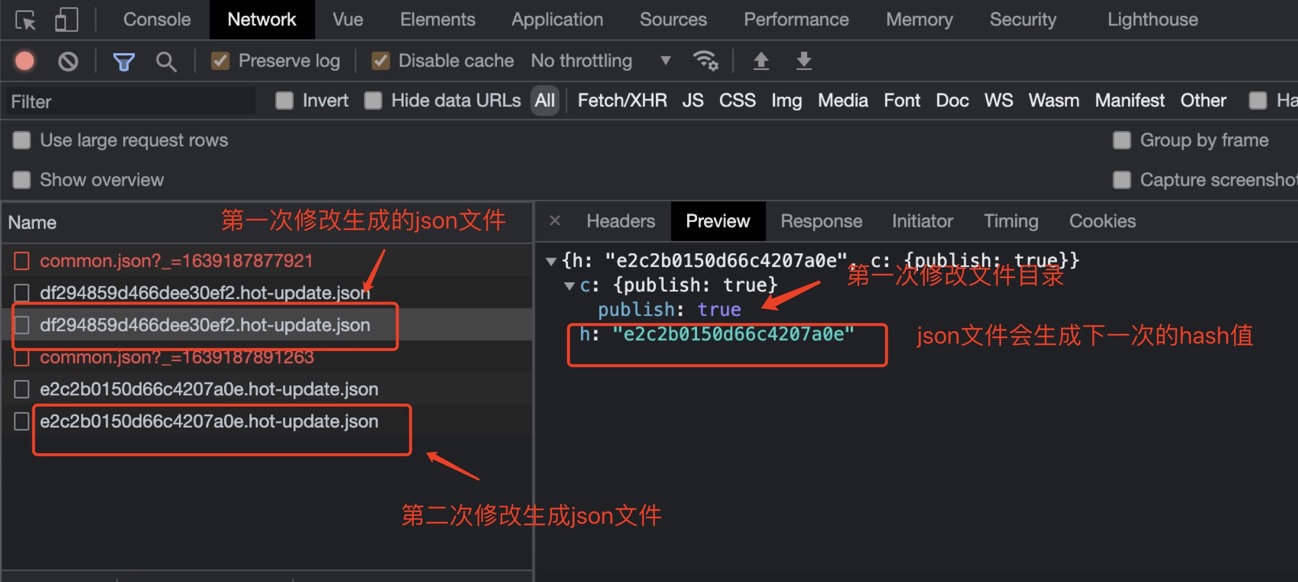 Console Network Vue Elements Application Sources Performance Memory Security Lighthouse
Preserve log Disable cache No throttling
Filter Invert Hide data URLs All Fetch/XHR JS CSS Img Media Font Doc WS Wasm Manifest Other Ha
Use large request rows Group by frame
Show overview Capture screenshot
Name 第一次修改生成的json文件 × Headers Preview Response Initiator Timing Cookies
common.json?_=1639187877921
df294859d466dee30ef2.hot-update.json
df294859d466dee30ef2.hot-update.json
common.json?_=1639187891263
e2c2b0150d66c4207a0e.hot-update.json
e2c2b0150d66c4207a0e.hot-update.json
第二次修改生成json文件
▼{h: "e2c2b0150d66c4207a0e", c: {publish: true}}
▼c: {publish: true}
publish: true
h: "e2c2b0150d66c4207a0e"
第一次修改文件目录
json文件会生成下一次的hash值